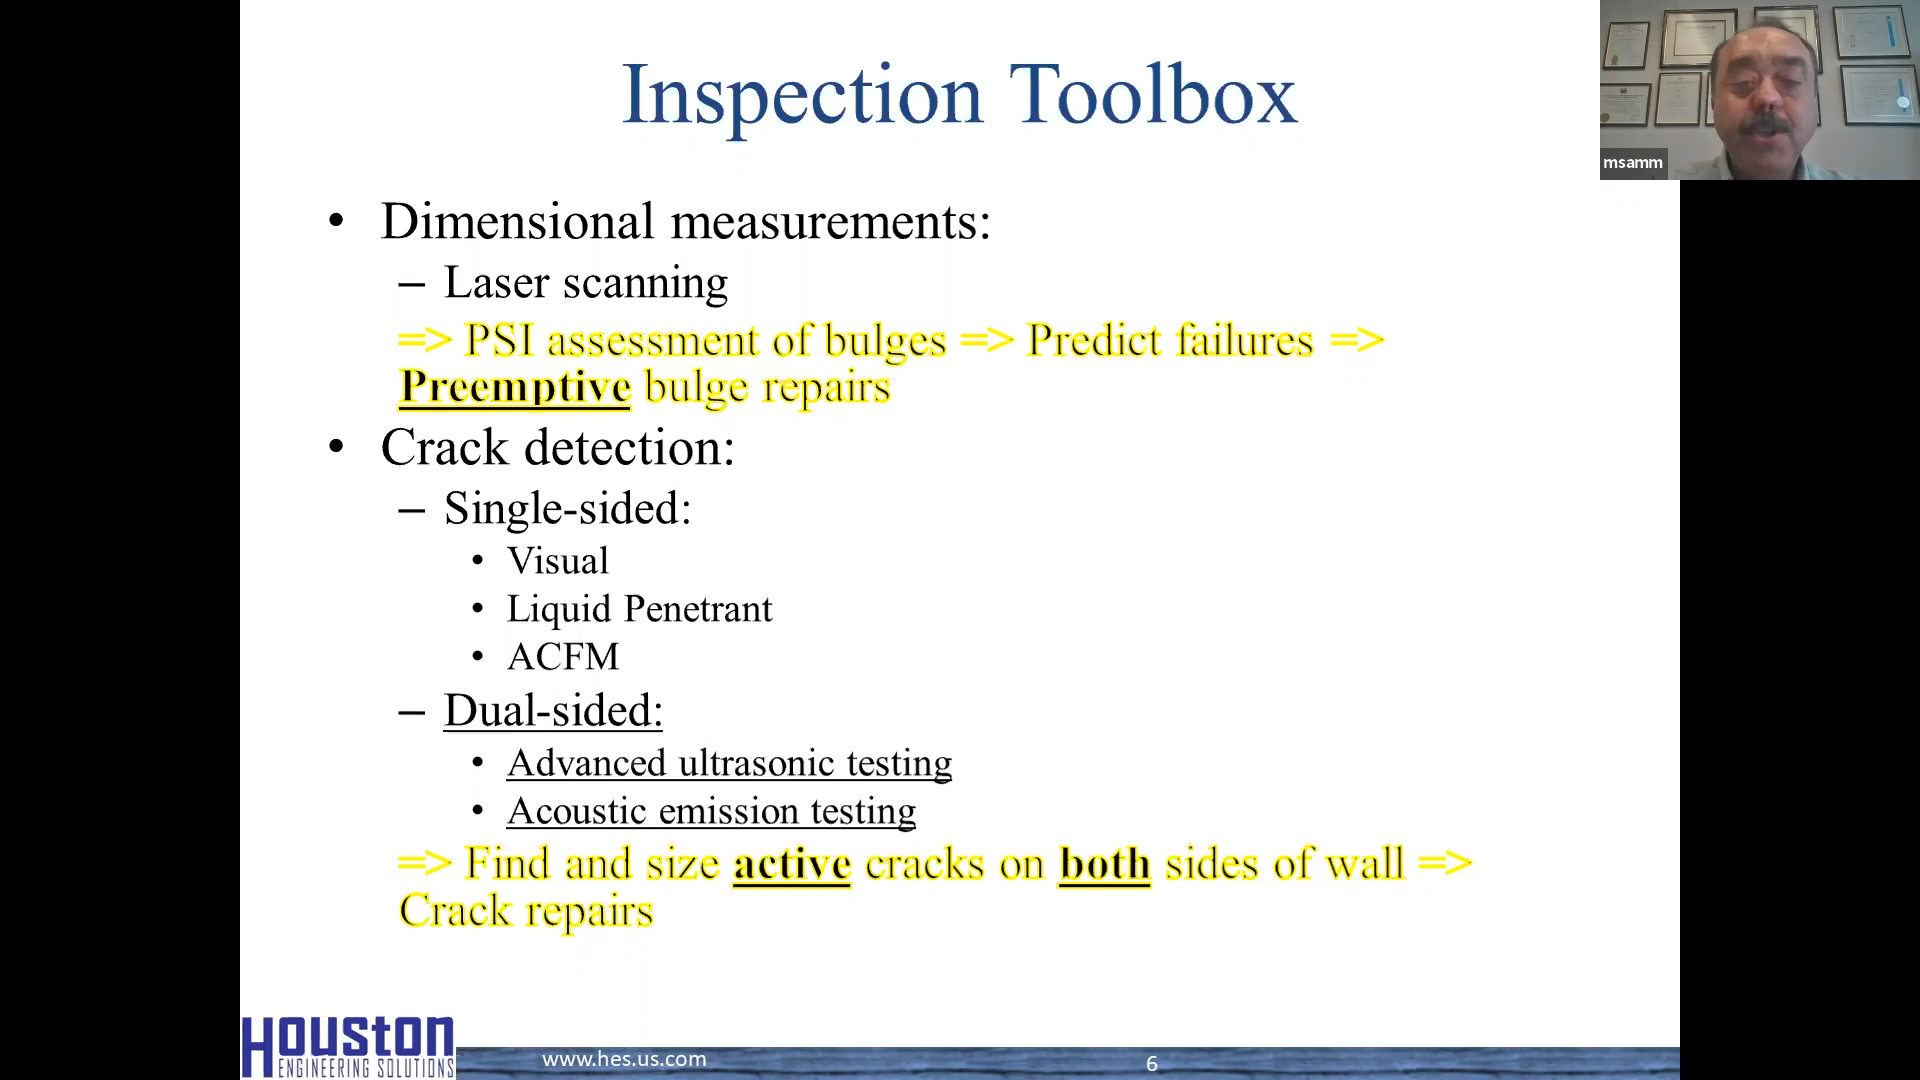 Inspection Toolbox
msamm
• Dimensional measurements:
– Laser scanning
=> PSI assessment of bulges => Predict failures =>
Preemptive bulge repairs
• Crack detection:
– Single-sided:
• Visual
• Liquid Penetrant
• ACFM
– Dual-sided:
• Advanced ultrasonic testing
• Acoustic emission testing
=> Find and size active cracks on both sides of wall =>
Crack repairs
Houston
ENGINEERING SOLUTIONS
www.hes.us.com
6